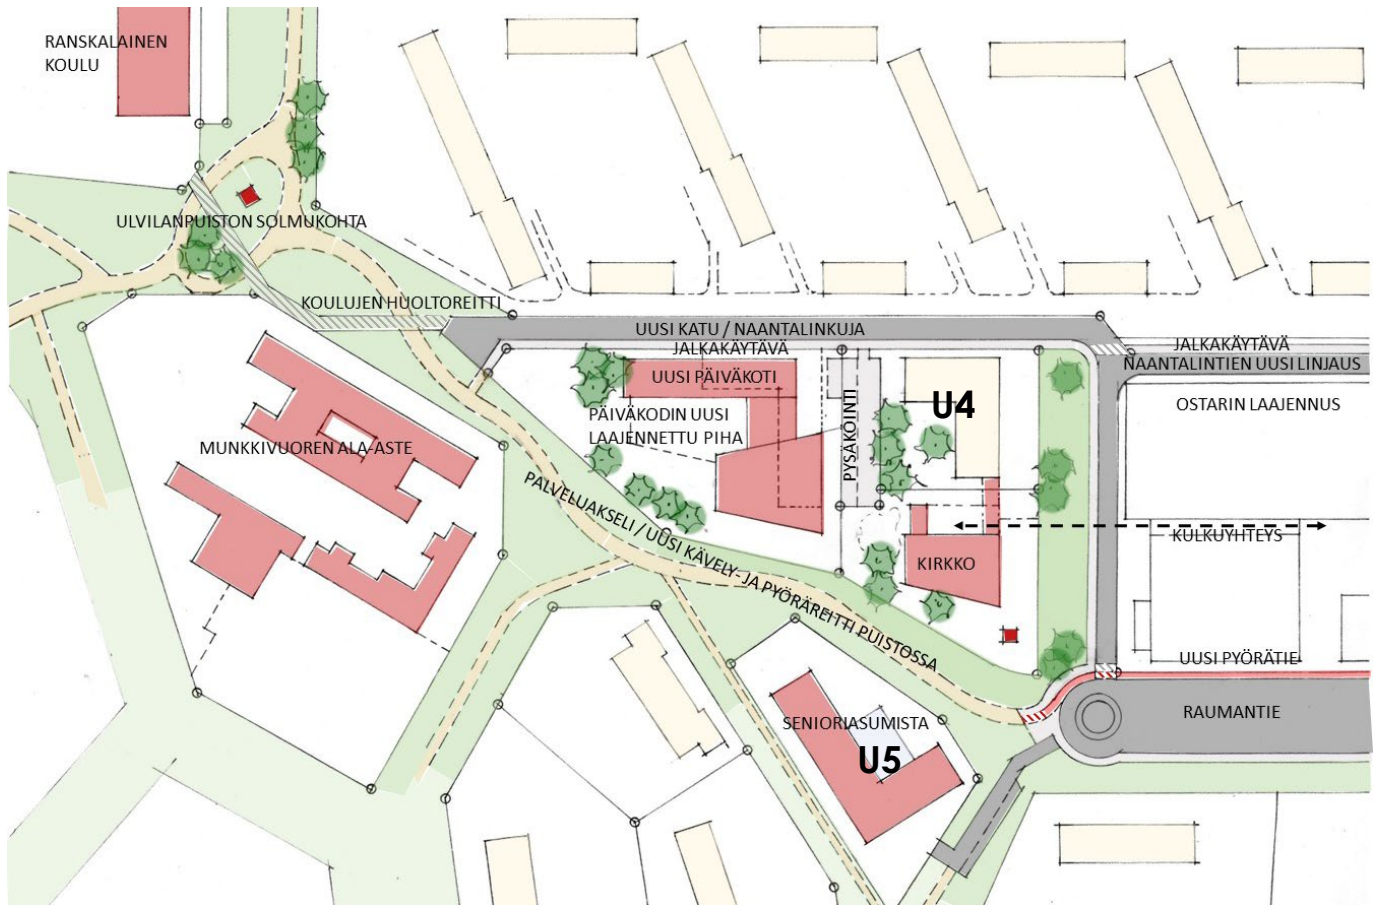 RANSKALAINEN
KOULU
ULVILANPUISTON SOLMUKOHTA
KOULUJEN HUOLTOREITTI
UUSI KATU / NAANTALINKUJA
JALKAKÄYTÄVÄ
JALKAKÄYTÄVÄ
NAANTALINTIEN UUSI LINJAUS
UUSI PÄIVÄKOTI
U4
OSTARIN LAAJENNUS
PÄIVÄKODIN UUSI
LAAJENNETTU PIHA
PYSÄKÖINTI
MUNKKIVUOREN ALA-ASTE
PALVELUAKSELI / UUSI KÄVELY- JA PYÖRÄREITTI PUISTOSSA
KULKUYHTEYS
KIRKKO
UUSI PYÖRÄTIE
RAUMANTIE
SENIORIASUMISTA
U5